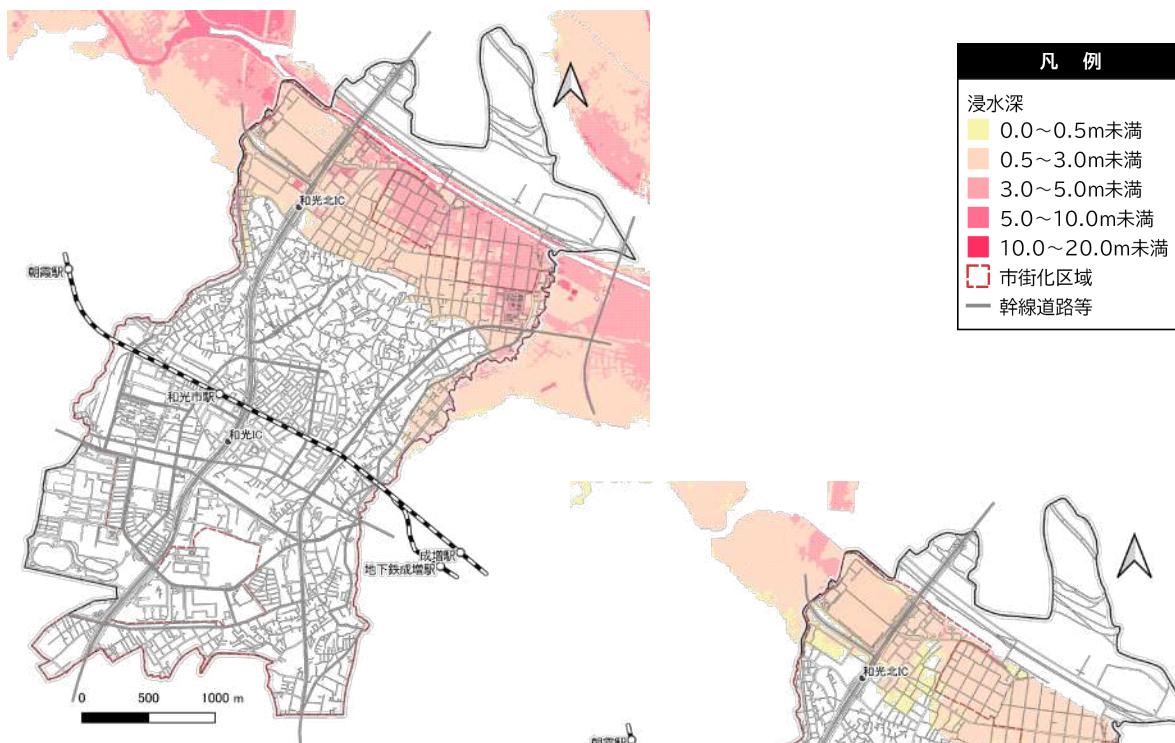 凡 例
浸水深
0.0～0.5m未満
0.5～3.0m未満
3.0～5.0m未満
5.0～10.0m未満
10.0～20.0m未満
市街化区域
幹線道路等
和光北IC
朝霞駅
和光市駅
和光IC
成増駅
地下鉄成増駅
0 500 1000 m
和光北IC
朝霞駅